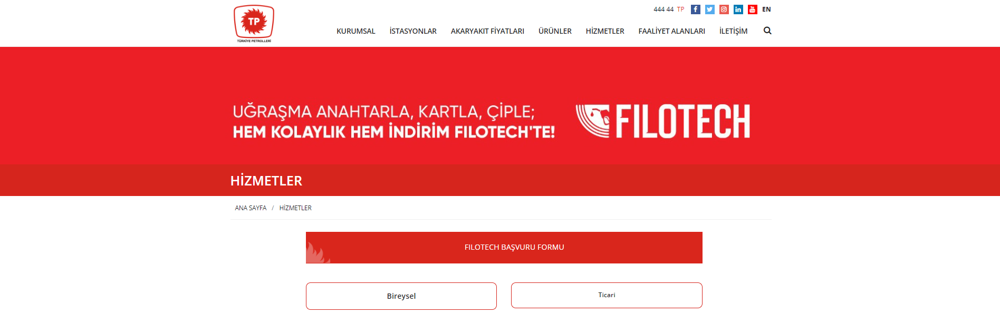 TP
TÜRKİYE PETROLLERİ
444 44 TP
EN
KURUMSAL İSTASYONLAR AKARYAKIT FİYATLARI ÜRÜNLER HİZMETLER FAALİYET ALANLARI İLETİŞİM
UĞRAŞMA ANAHTARLA, KARTLA, ÇİPLE;
HEM KOLAYLIK HEM İNDİRİM FILOTECH'TE!
FILOTECH
HİZMETLER
ANA SAYFA / HİZMETLER
FILOTECH BAŞVURU FORMU
Bireysel
Ticari